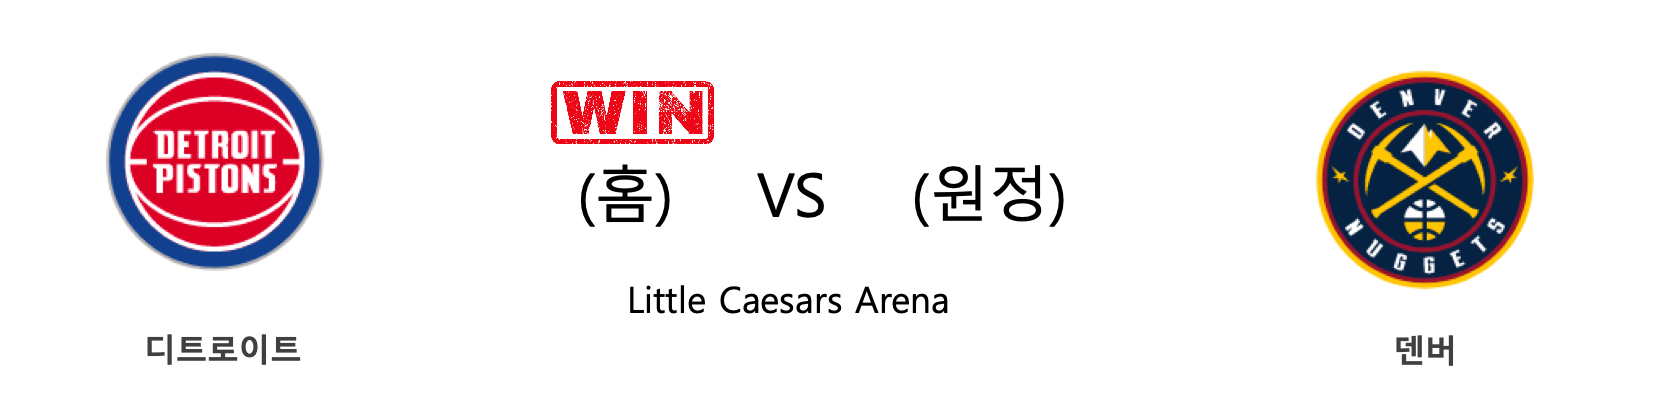 DETROIT
PISTONS
WIN
(홈) VS (원정)
Little Caesars Arena
디트로이트
DENVER
NUGGETS
덴버